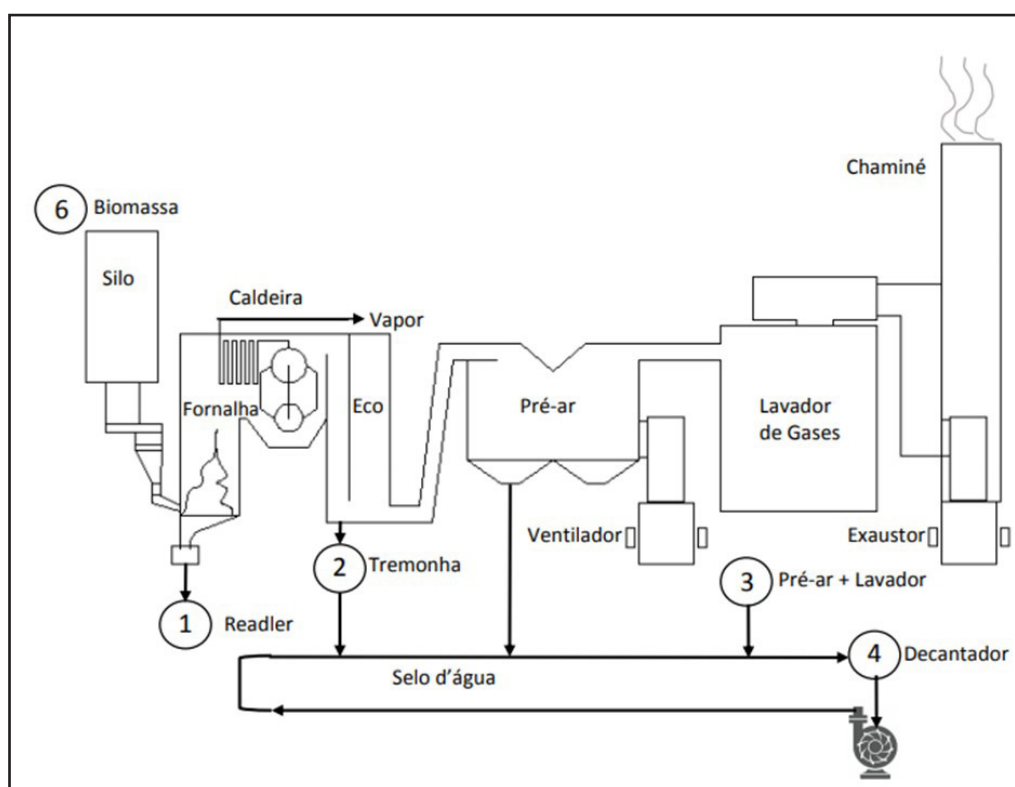 Chaminé
6
Biomassa
Silo
Caldeira
Vapor
Fornalha
Eco
Pré-ar
Lavador
de Gases
Ventilador
Exaustor
2
Tremonha
3
Pré-ar + Lavador
1
Readler
4
Decantador
Selo d’água